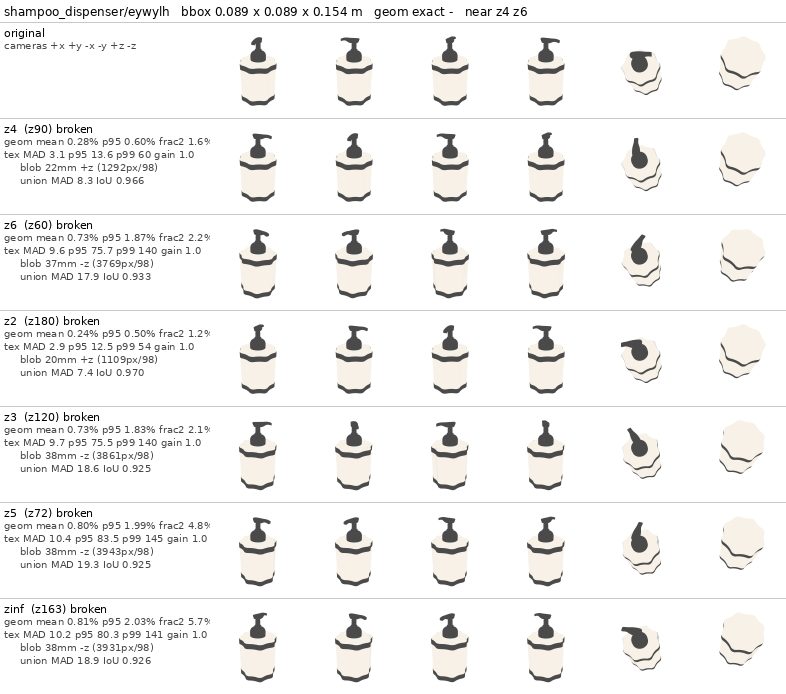 shampoo_dispenser/eywylh   bbox 0.089 x 0.089 x 0.154 m   geom exact -   near z4 z6
original
cameras +x +y -x -y +z -z
z4  (z90) broken
geom mean 0.28% p95 0.60% frac2 1.6%
tex MAD 3.1 p95 13.6 p99 60 gain 1.0
blob 22mm +z (1292px/98)
union MAD 8.3 IoU 0.966
z6  (z60) broken
geom mean 0.73% p95 1.87% frac2 2.2%
tex MAD 9.6 p95 75.7 p99 140 gain 1.0
blob 37mm -z (3769px/98)
union MAD 17.9 IoU 0.933
z2  (z180) broken
geom mean 0.24% p95 0.50% frac2 1.2%
tex MAD 2.9 p95 12.5 p99 54 gain 1.0
blob 20mm +z (1109px/98)
union MAD 7.4 IoU 0.970
z3  (z120) broken
geom mean 0.73% p95 1.83% frac2 2.1%
tex MAD 9.7 p95 75.5 p99 140 gain 1.0
blob 38mm -z (3861px/98)
union MAD 18.6 IoU 0.925
z5  (z72) broken
geom mean 0.80% p95 1.99% frac2 4.8%
tex MAD 10.4 p95 83.5 p99 145 gain 1.0
blob 38mm -z (3943px/98)
union MAD 19.3 IoU 0.925
zinf  (z163) broken
geom mean 0.81% p95 2.03% frac2 5.7%
tex MAD 10.2 p95 80.3 p99 141 gain 1.0
blob 38mm -z (3931px/98)
union MAD 18.9 IoU 0.926